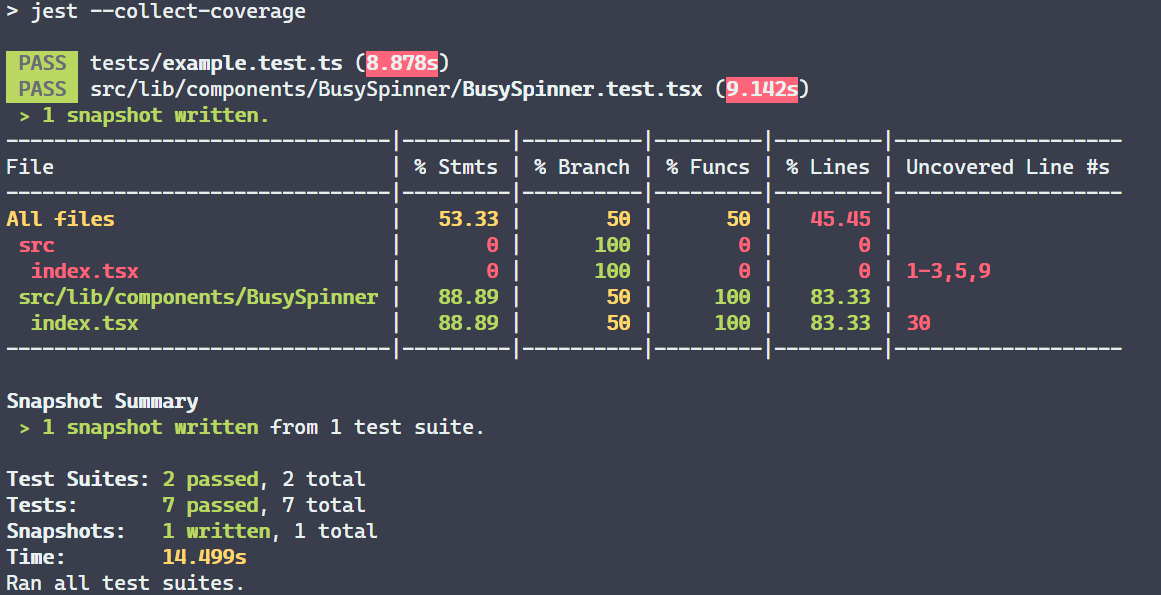 > jest --collect-coverage
PASS tests/example.test.ts (8.878s)
PASS src/lib/components/BusySpinner/BusySpinner.test.tsx (9.142s)
> 1 snapshot written.
--------------------------------|---------|----------|---------|---------|-------------------
File | % Stmts | % Branch | % Funcs | % Lines | Uncovered Line #s
--------------------------------|---------|----------|---------|---------|-------------------
All files | 53.33 | 50 | 50 | 45.45 |
src | 0 | 100 | 0 | 0 |
index.tsx | 0 | 100 | 0 | 0 | 1-3,5,9
src/lib/components/BusySpinner | 88.89 | 50 | 100 | 83.33 |
index.tsx | 88.89 | 50 | 100 | 83.33 | 30
--------------------------------|---------|----------|---------|---------|-------------------
Snapshot Summary
> 1 snapshot written from 1 test suite.
Test Suites: 2 passed, 2 total
Tests: 7 passed, 7 total
Snapshots: 1 written, 1 total
Time: 14.499s
Ran all test suites.